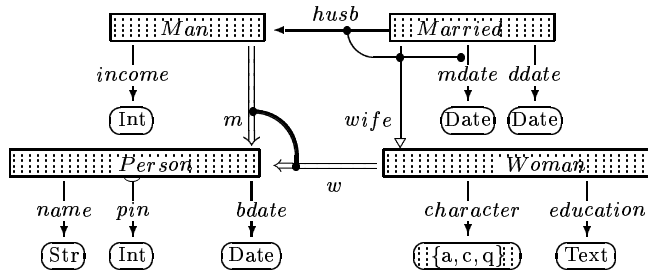 husb
Man Married
income mdate ddate
Int Date Date
m wife
Person Woman
w
name pin bdate character education
Str Int Date {a, c, q} Text